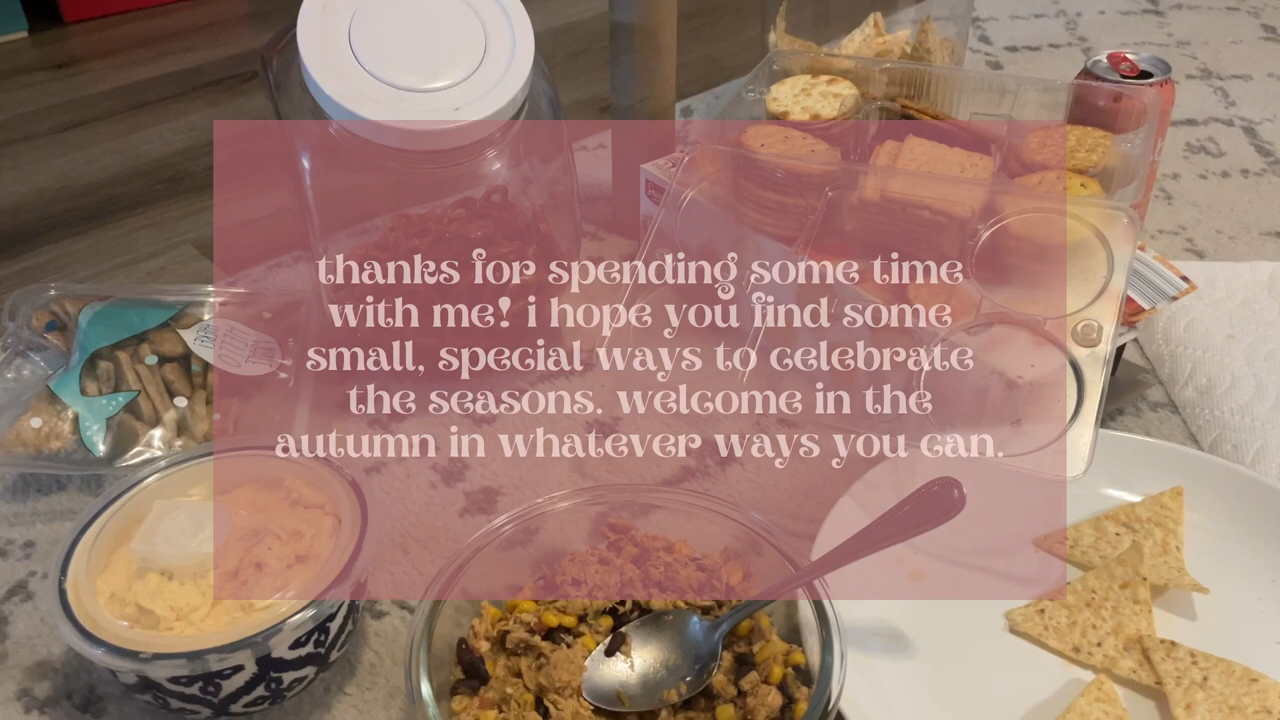 thanks for spending some time
with me! i hope you find some
small, special ways to celebrate
the seasons. welcome in the
autumn in whatever ways you can.